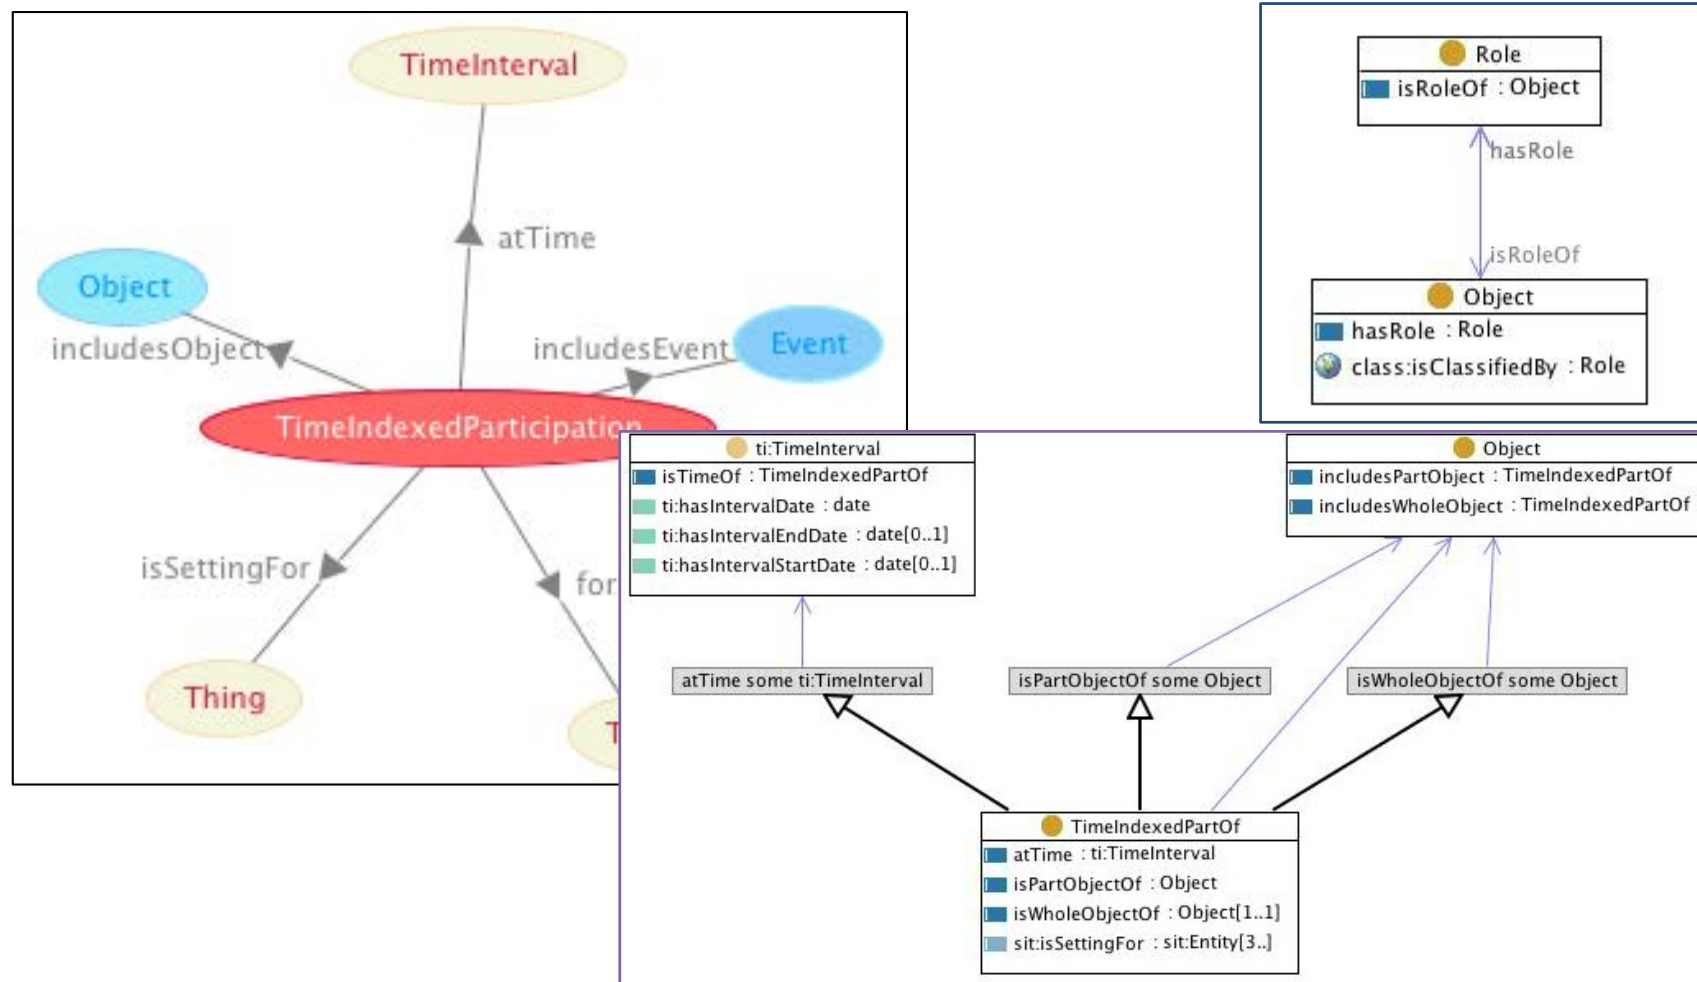 TimeInterval
atTime
Object
includesObject
includesEvent
Event
TimeIndexedParticipation
isSettingFor
for
Thing
T
Role
isRoleOf : Object
hasRole
isRoleOf
Object
hasRole : Role
class:isClassifiedBy : Role
ti:TimeInterval
isTimeOf : TimeIndexedPartOf
ti:hasIntervalDate : date
ti:hasIntervalEndDate : date[0..1]
ti:hasIntervalStartDate : date[0..1]
Object
includesPartObject : TimeIndexedPartOf
includesWholeObject : TimeIndexedPartOf
atTime some ti:TimeInterval
isPartObjectOf some Object
isWholeObjectOf some Object
TimeIndexedPartOf
atTime : ti:TimeInterval
isPartObjectOf : Object
isWholeObjectOf : Object[1..1]
sit:isSettingFor : sit:Entity[3..]